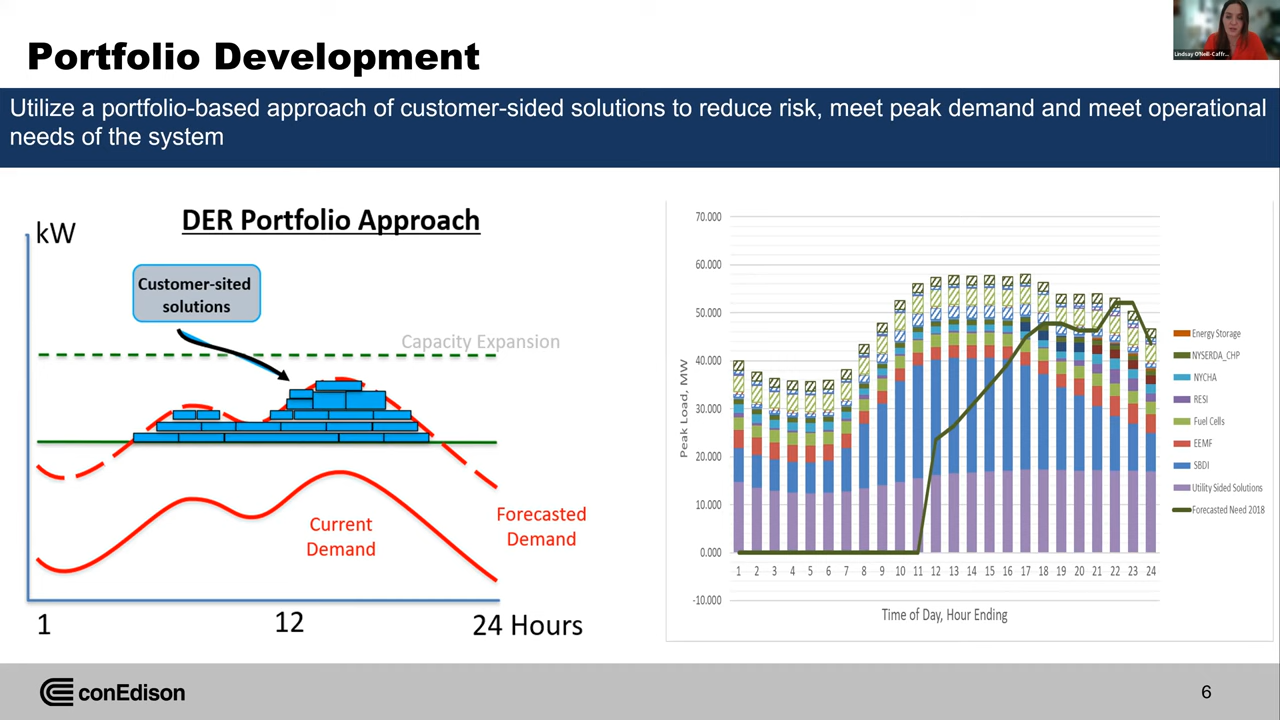 Portfolio Development
Lindsay O'Neill-Caffr...
Utilize a portfolio-based approach of customer-sided solutions to reduce risk, meet peak demand and meet operational
needs of the system
DER Portfolio Approach
kW
Customer-sited
solutions
Capacity Expansion
Current
Demand
Forecasted
Demand
1
12
24 Hours
Peak Load, MW
70.000
60.000
50.000
40.000
30.000
20.000
10.000
0.000
-10.000
1 2 3 4 5 6 7 8 9 10 11 12 13 14 15 16 17 18 19 20 21 22 23 24
Time of Day, Hour Ending
Energy Storage
NYSERDA_CHP
NYCHA
RESI
Fuel Cells
EEMF
SBDI
Utility Sided Solutions
Forecasted Need 2018
conEdison
6